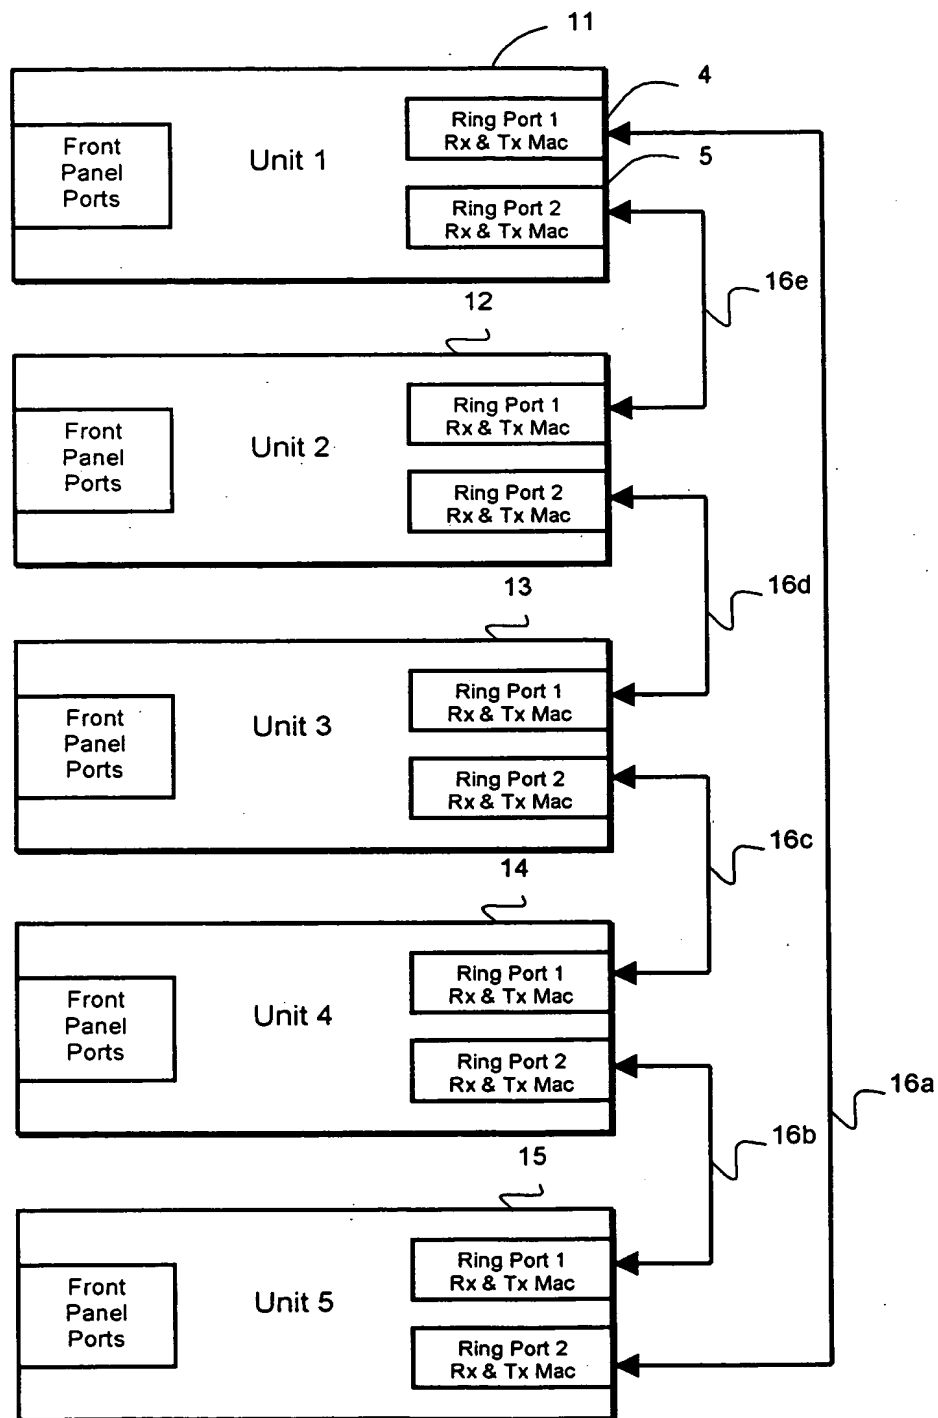 11
4
Ring Port 1
Rx & Tx Mac
Front
Panel
Ports
Unit 1
5
Ring Port 2
Rx & Tx Mac
16e
12
Ring Port 1
Rx & Tx Mac
Front
Panel
Ports
Unit 2
Ring Port 2
Rx & Tx Mac
16d
13
Ring Port 1
Rx & Tx Mac
Front
Panel
Ports
Unit 3
Ring Port 2
Rx & Tx Mac
16c
14
Ring Port 1
Rx & Tx Mac
Front
Panel
Ports
Unit 4
Ring Port 2
Rx & Tx Mac
16a
16b
15
Ring Port 1
Rx & Tx Mac
Front
Panel
Ports
Unit 5
Ring Port 2
Rx & Tx Mac